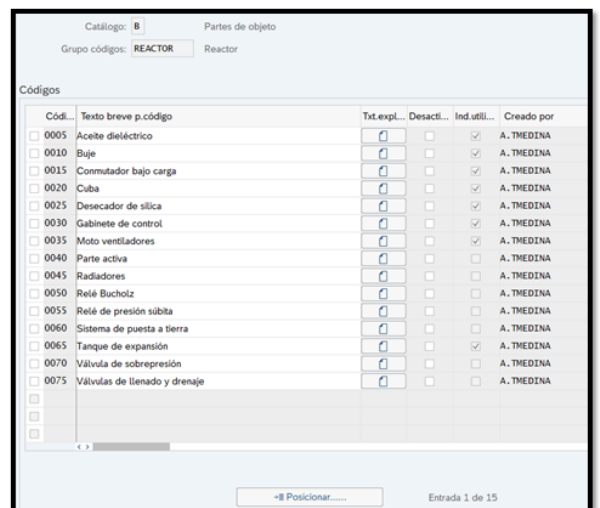 Catálogo: B Partes de objeto
Grupo códigos: REACTOR Reactor
Códigos
Códi... Texto breve p.código Txt.expl... Desacti... Ind.utili... Creado por
0005 Aceite dieléctrico A.TMEDINA
0010 Buje A.TMEDINA
0015 Conmutador bajo carga A.TMEDINA
0020 Cuba A.TMEDINA
0025 Desecador de sílica A.TMEDINA
0030 Gabinete de control A.TMEDINA
0035 Moto ventiladores A.TMEDINA
0040 Parte activa A.TMEDINA
0045 Radiadores A.TMEDINA
0050 Relé Bucholz A.TMEDINA
0055 Relé de presión súbita A.TMEDINA
0060 Sistema de puesta a tierra A.TMEDINA
0065 Tanque de expansión A.TMEDINA
0070 Válvula de sobrepresión A.TMEDINA
0075 Válvulas de llenado y drenaje A.TMEDINA
Posicionar...... Entrada 1 de 15